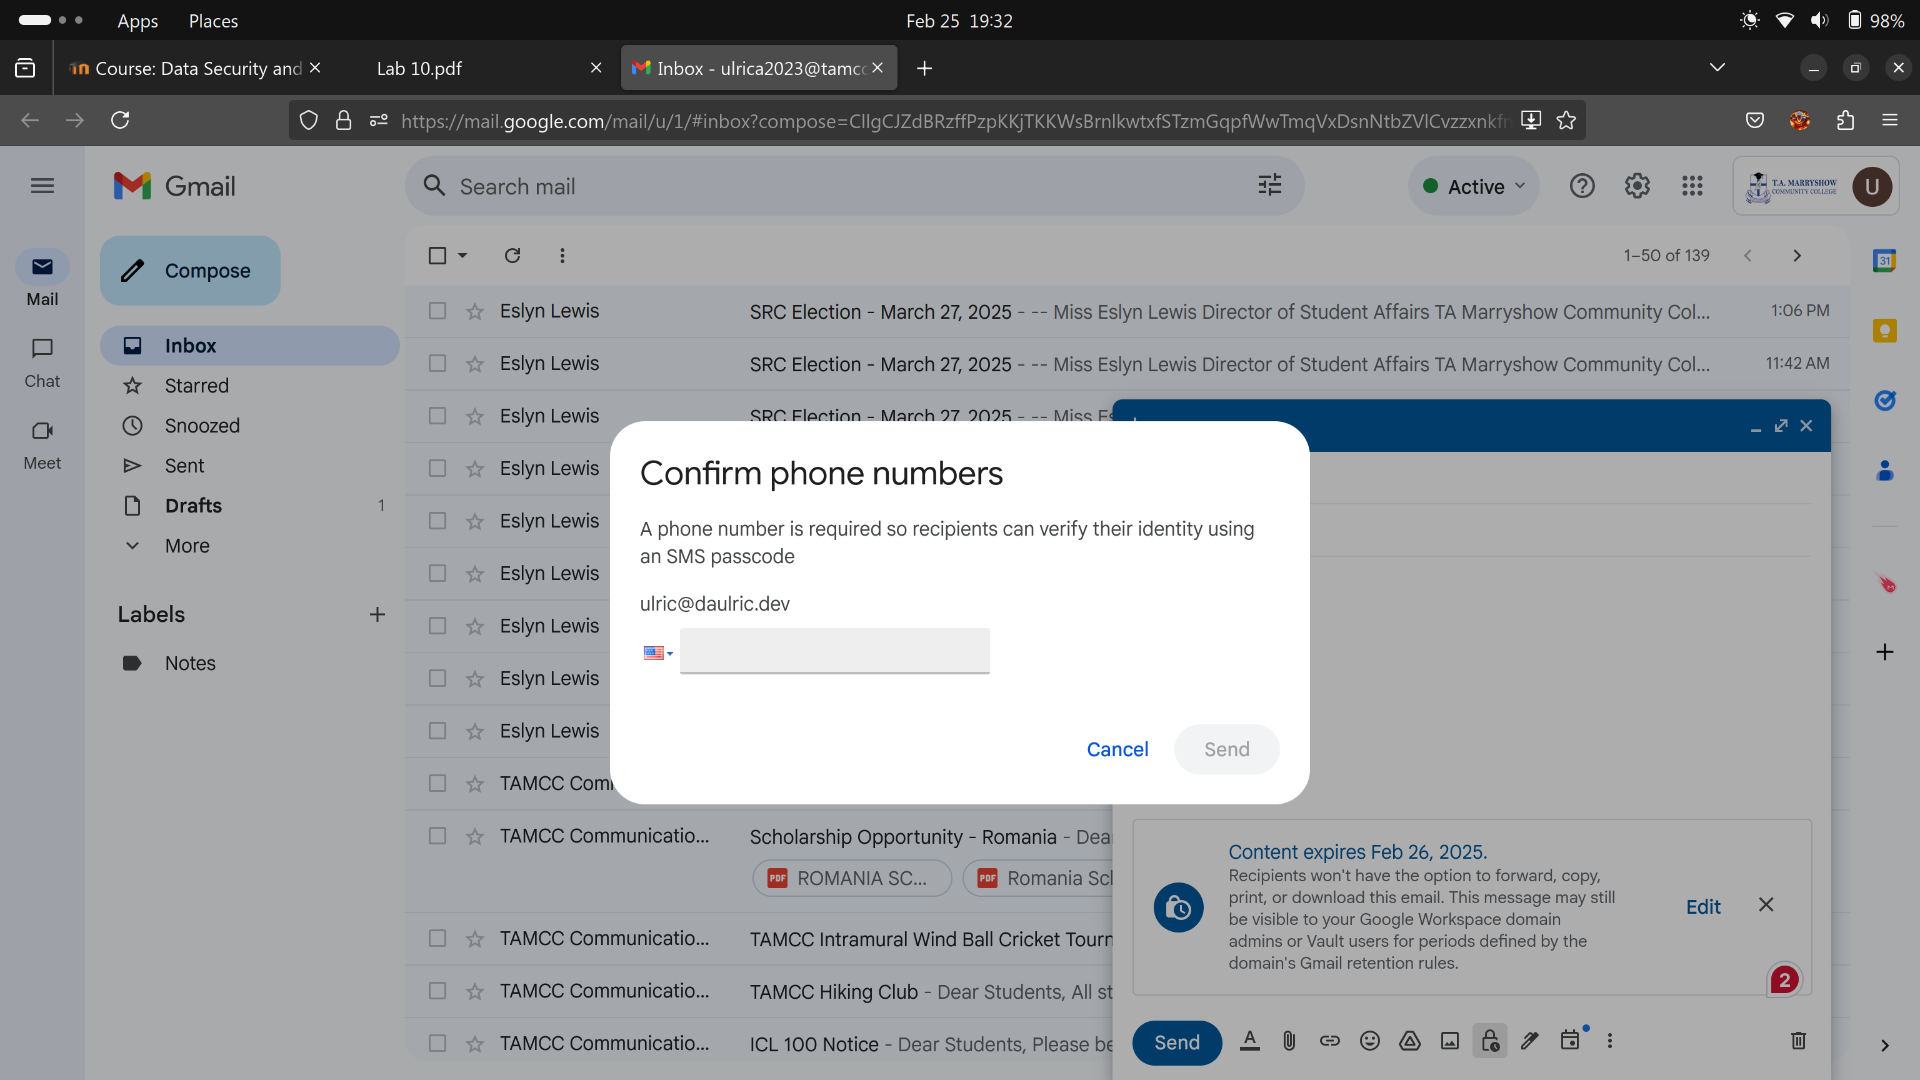 Apps Places Feb 25 19:32 98%
Course: Data Security and Lab 10.pdf Inbox - ulrica2023@tamcc
https://mail.google.com/mail/u/1/#inbox?compose=
Gmail Search mail Active T.A. MARRYSHOW COMMUNITY COLLEGE U
Compose 1–50 of 139
Mail
Chat
Meet
Inbox
Starred
Snoozed
Sent
Drafts 1
More
Labels
Notes
31
Eslyn Lewis SRC Election - March 27, 2025 - -- Miss Eslyn Lewis Director of Student Affairs TA Marryshow Community Col... 1:06 PM
Eslyn Lewis SRC Election - March 27, 2025 - -- Miss Eslyn Lewis Director of Student Affairs TA Marryshow Community Col... 11:42 AM
Eslyn Lewis SRC Election - March 27, 2025 - -- Miss Es
Eslyn Lewis
Eslyn Lewis
Eslyn Lewis
Eslyn Lewis
Eslyn Lewis
Eslyn Lewis
TAMCC Com
TAMCC Communicatio... Scholarship Opportunity - Romania - Dea
PDF ROMANIA SC... PDF Romania Scl
TAMCC Communicatio... TAMCC Intramural Wind Ball Cricket Tourn
TAMCC Communicatio... TAMCC Hiking Club - Dear Students, All st
TAMCC Communicatio... ICL 100 Notice - Dear Students, Please be
Confirm phone numbers
A phone number is required so recipients can verify their identity using
an SMS passcode
ulric@daulric.dev
Cancel Send
Content expires Feb 26, 2025.
Recipients won't have the option to forward, copy,
print, or download this email. This message may still
be visible to your Google Workspace domain
admins or Vault users for periods defined by the
domain's Gmail retention rules.
Edit
2
Send